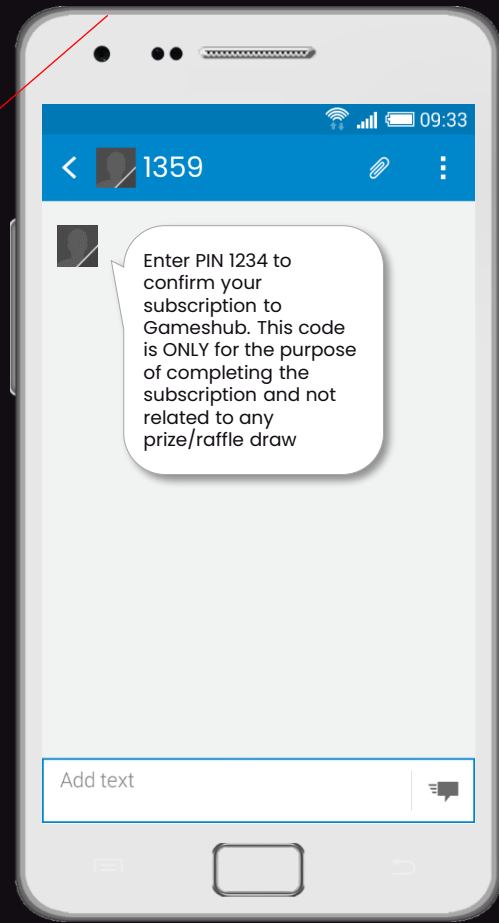 09:33
1359
Enter PIN 1234 to
confirm your
subscription to
Gameshub. This code
is ONLY for the purpose
of completing the
subscription and not
related to any
prize/raffle draw
Add text